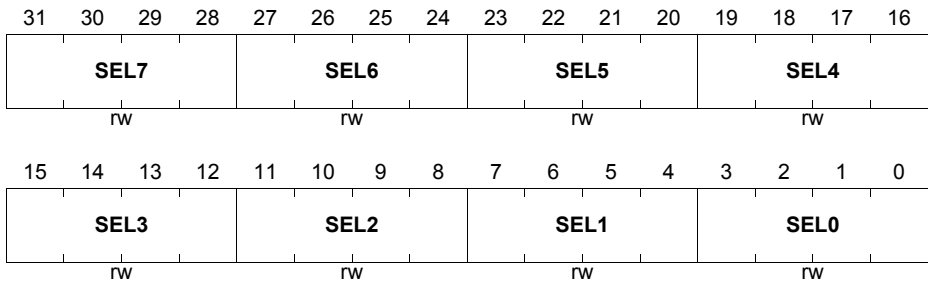 31 30 29 28 27 26 25 24 23 22 21 20 19 18 17 16
SEL7 SEL6 SEL5 SEL4
rw rw rw rw
15 14 13 12 11 10 9 8 7 6 5 4 3 2 1 0
SEL3 SEL2 SEL1 SEL0
rw rw rw rw